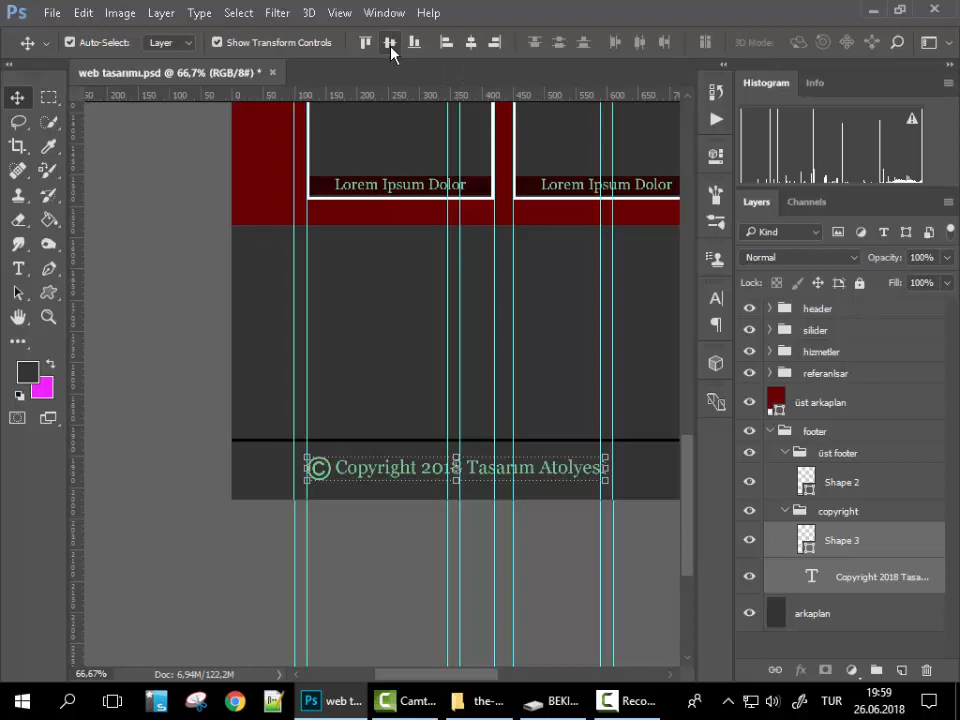 Ps File Edit Image Layer Type Select Filter 3D View Window Help
Auto-Select: Layer Show Transform Controls 3D Mode:
web tasarımı.psd @ 66,7% (RGB/8#) *
Histogram Info
Lorem Ipsum Dolor Lorem Ipsum Dolor
Layers Channels
Kind
Normal Opacity: 100%
Lock: Fill: 100%
header
silider
hizmetler
referanlsar
üst arkaplan
footer
üst footer
Shape 2
copyright
Shape 3
Copyright 2018 Tasa...
arkaplan
© Copyright 2018 Tasarım Atolyesi
66,67% Doc: 6,94M/122,2M
Ps web t... Camt... the-... BEKL... Reco... TUR 19:59
26.06.2018